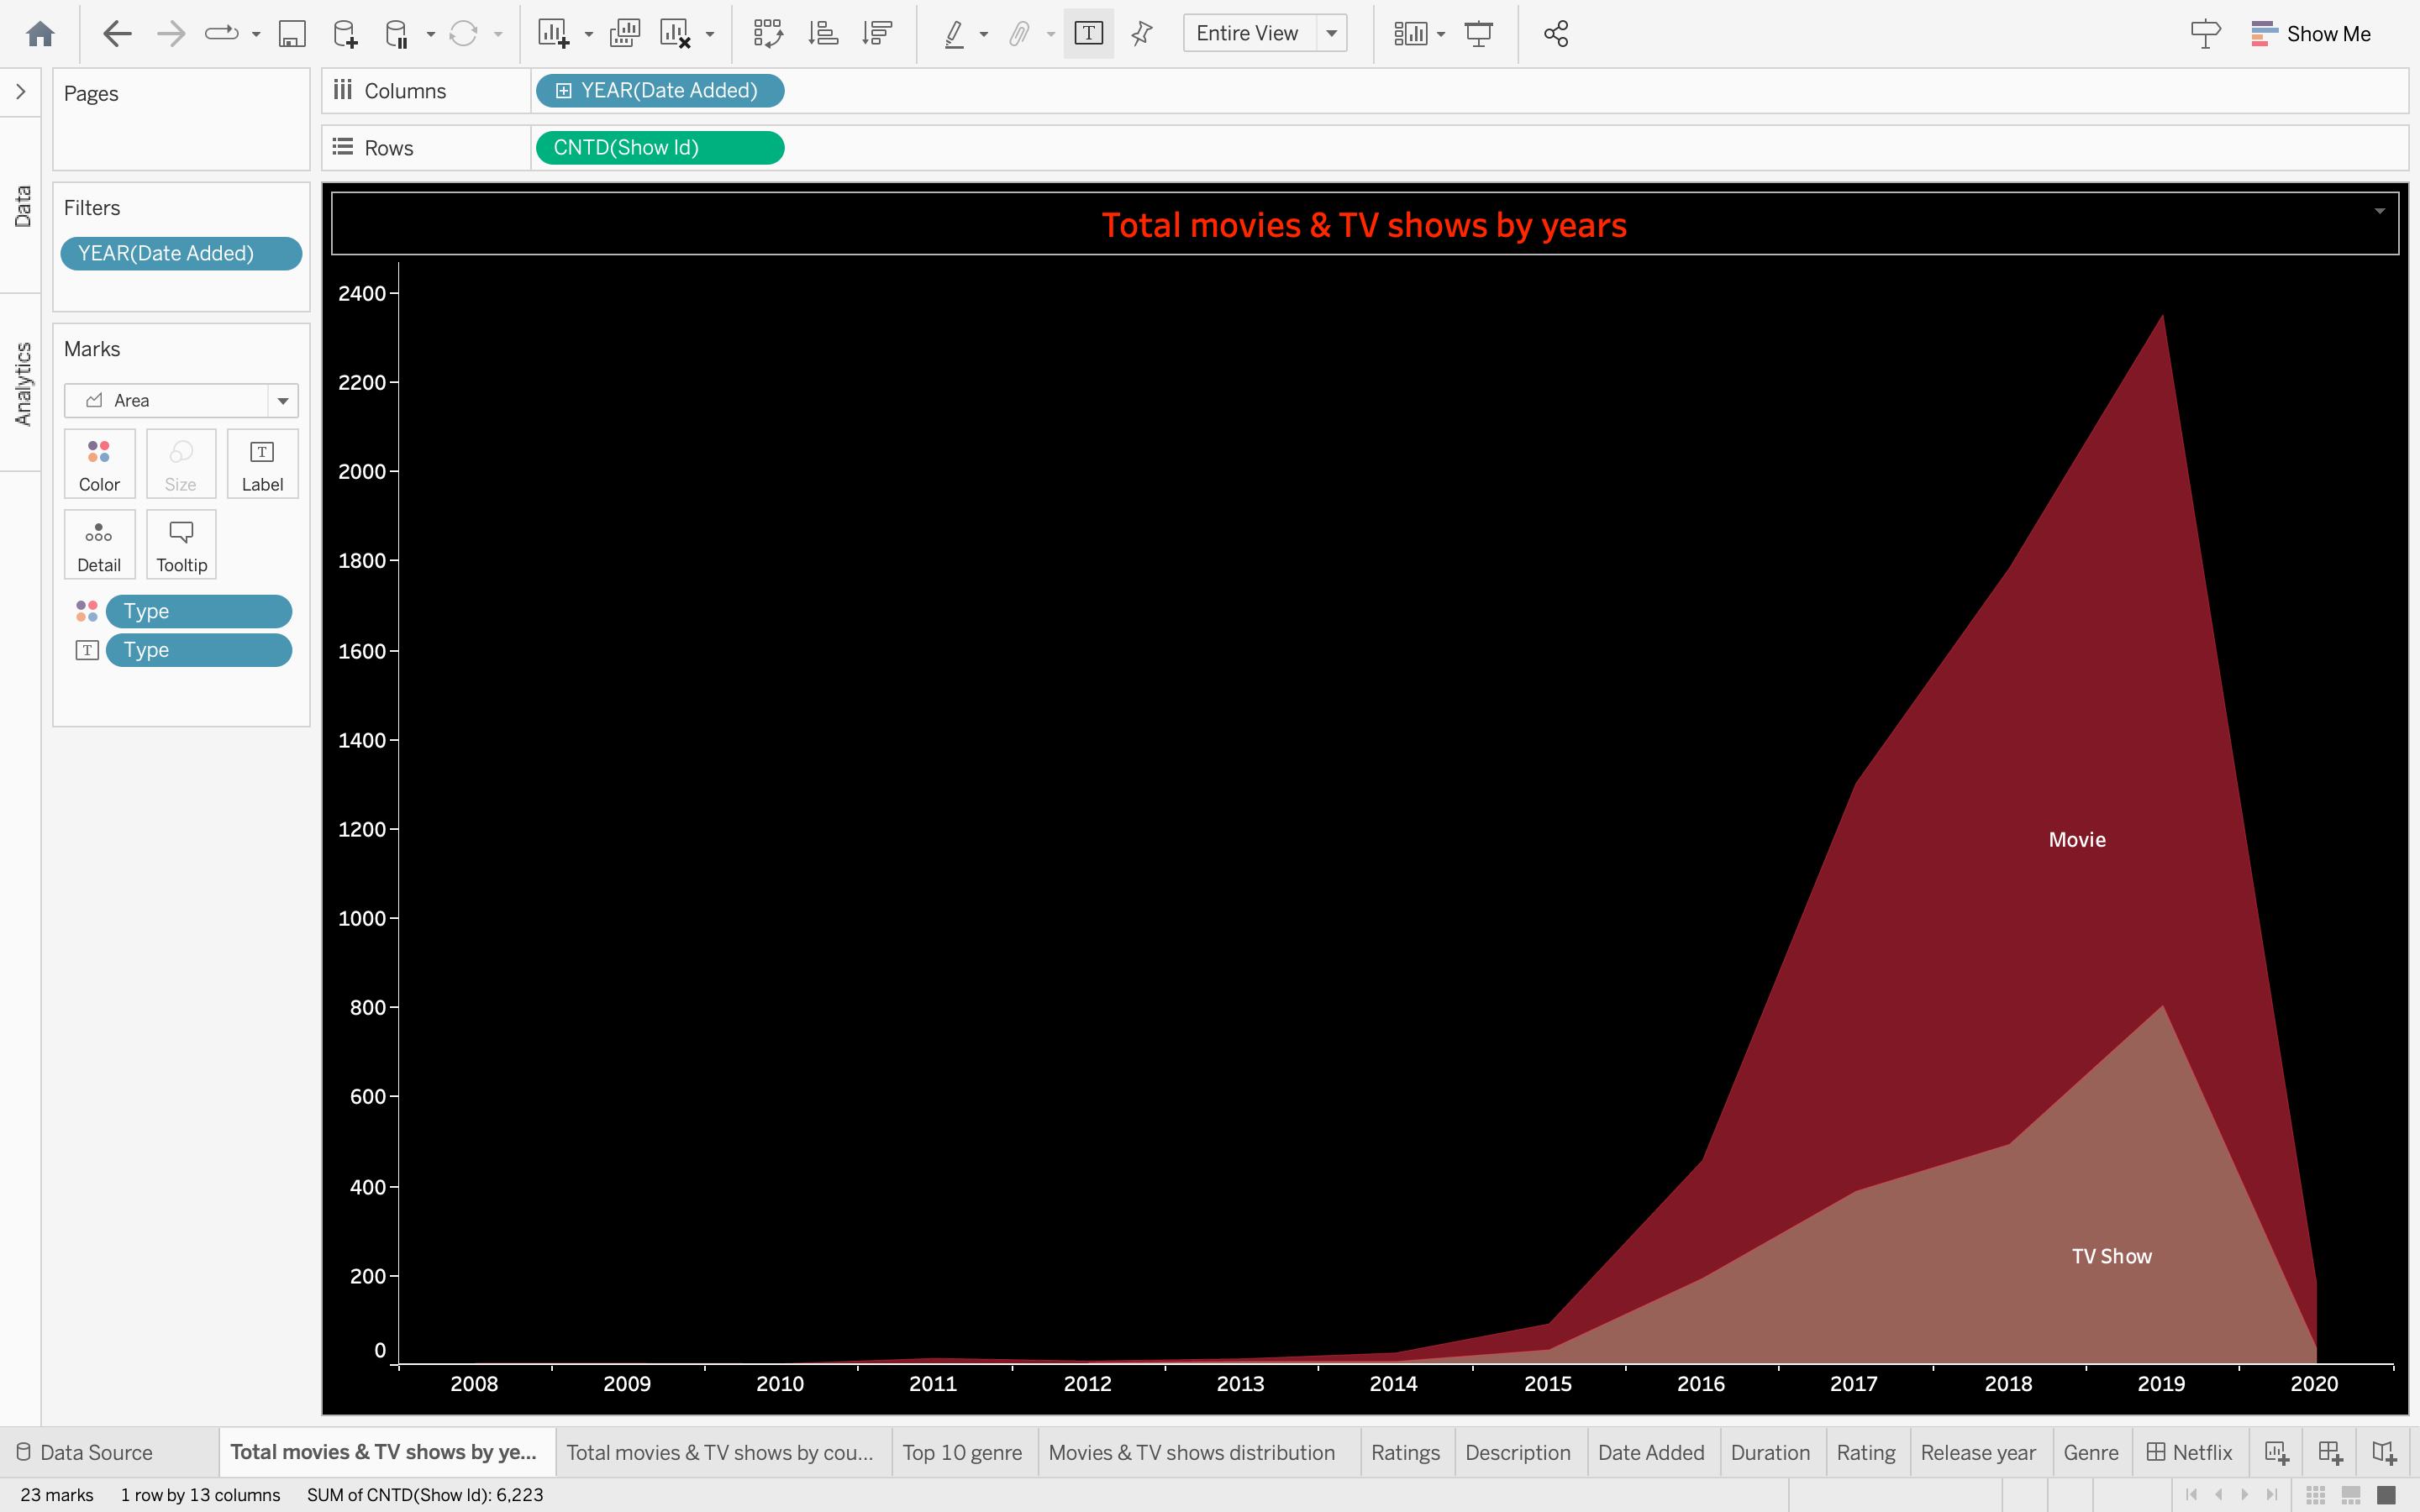 Entire View
Show Me
Pages
Columns
YEAR(Date Added)
Rows
CNTD(Show Id)
Data
Analytics
Filters
YEAR(Date Added)
Marks
Area
Color
Size
Label
Detail
Tooltip
Type
Type
Total movies & TV shows by years
2400
2200
2000
1800
1600
1400
1200
1000
800
600
400
200
0
Movie
TV Show
2008 2009 2010 2011 2012 2013 2014 2015 2016 2017 2018 2019 2020
Data Source
Total movies & TV shows by ye...
Total movies & TV shows by cou...
Top 10 genre
Movies & TV shows distribution
Ratings
Description
Date Added
Duration
Rating
Release year
Genre
Netflix
23 marks 1 row by 13 columns SUM of CNTD(Show Id): 6,223